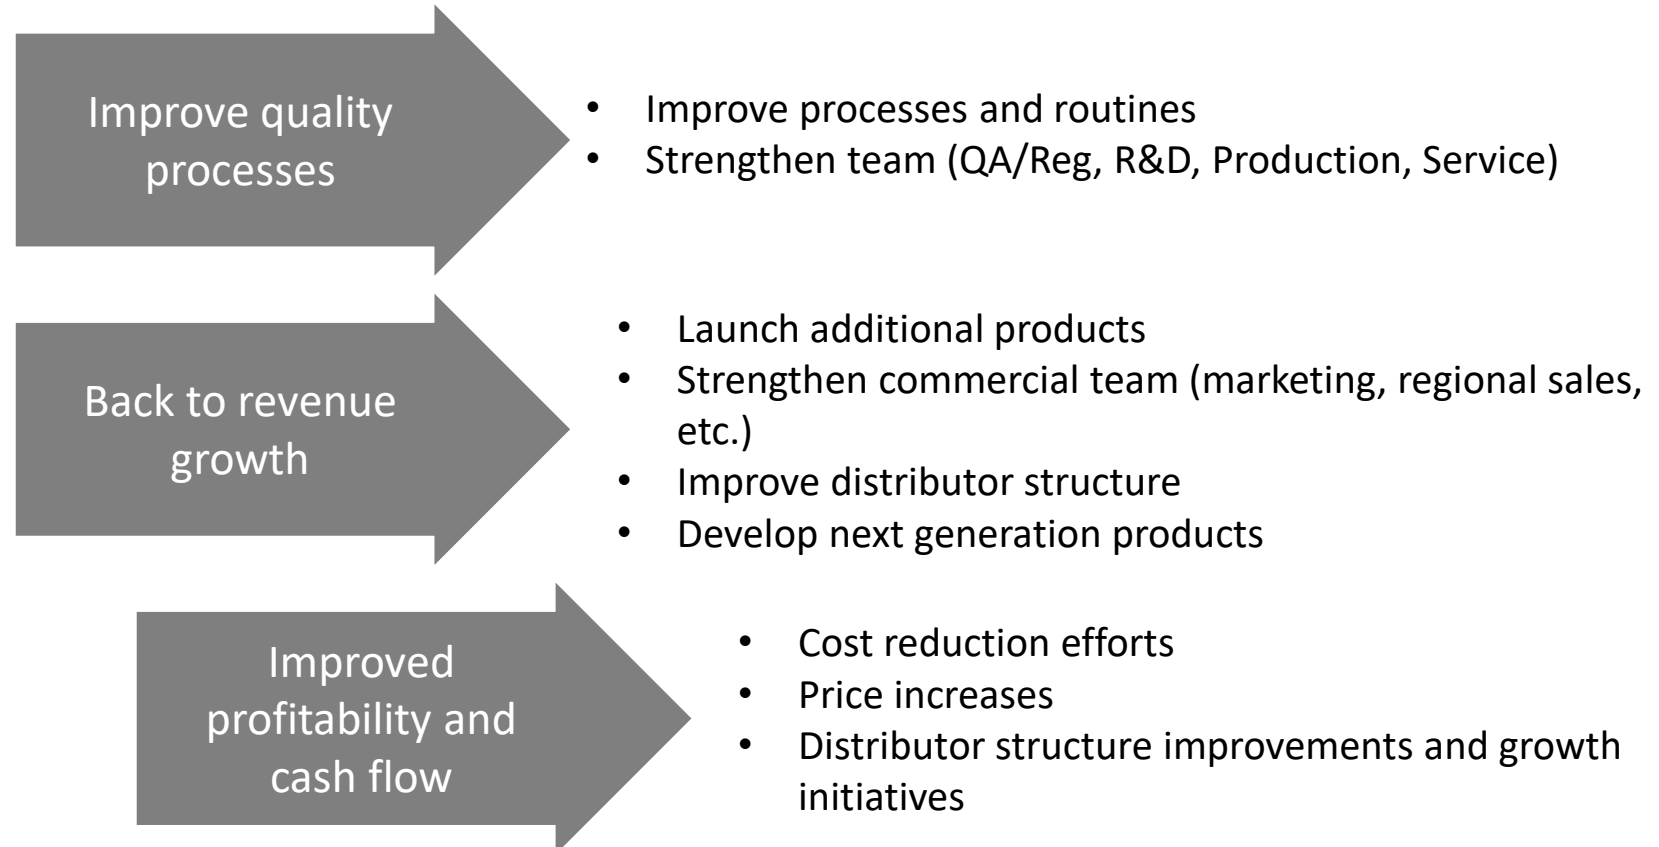 Improve quality
processes
• Improve processes and routines
• Strengthen team (QA/Reg, R&D, Production, Service)
Back to revenue
growth
• Launch additional products
• Strengthen commercial team (marketing, regional sales,
etc.)
• Improve distributor structure
• Develop next generation products
Improved
profitability and
cash flow
• Cost reduction efforts
• Price increases
• Distributor structure improvements and growth
initiatives